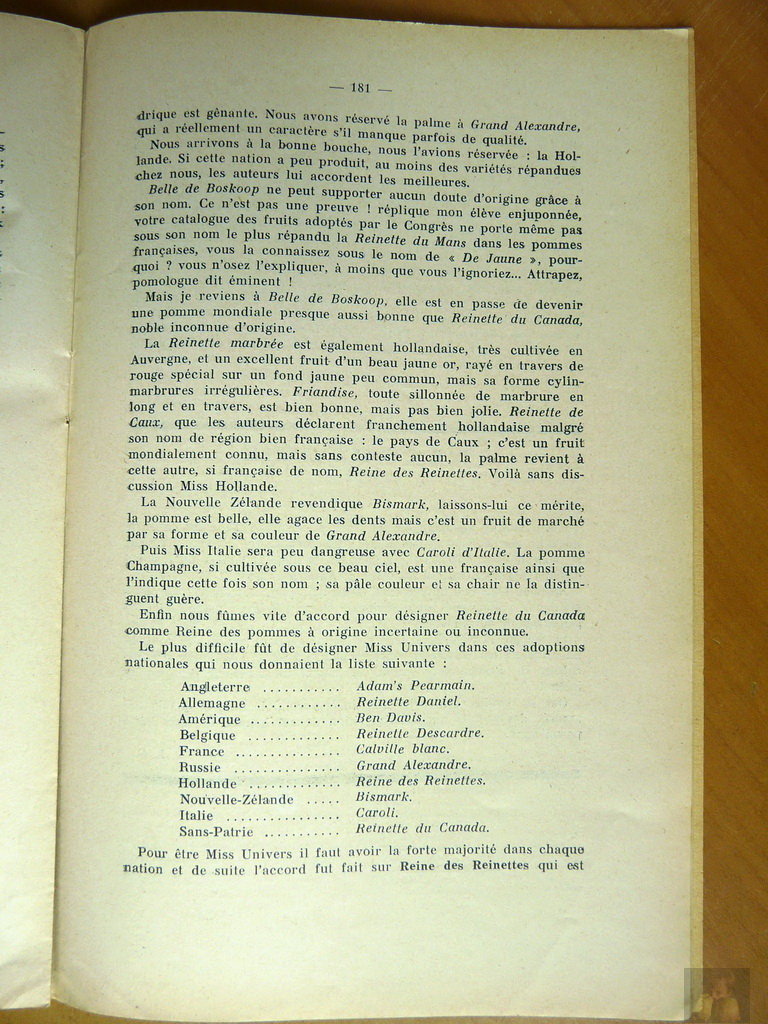 — 181 —
drique est gênante. Nous avons réservé la palme à Grand Alexandre,
qui a réellement un caractère s'il manque parfois de qualité.
Nous arrivons à la bonne bouche, nous l'avions réservée : la Hol-
lande. Si cette nation a peu produit, au moins des variétés répandues
chez nous, les auteurs lui accordent les meilleures.
Belle de Boskoop ne peut supporter aucun doute d'origine grâce à
son nom. Ce n'est pas une preuve ! réplique mon élève enjuponnée,
votre catalogue des fruits adoptés par le Congrès ne porte même pas
sous son nom le plus répandu la Reinette du Mans dans les pommes
françaises, vous la connaissez sous le nom de « De Jaune », pour-
quoi ? vous n'osez l'expliquer, à moins que vous l'ignoriez... Attrapez,
pomologue dit éminent !
Mais je reviens à Belle de Boskoop, elle est en passe de devenir
une pomme mondiale presque aussi bonne que Reinette du Canada,
noble inconnue d'origine.
La Reinette marbrée est également hollandaise, très cultivée en
Auvergne, et un excellent fruit d'un beau jaune or, rayé en travers de
rouge spécial sur un fond jaune peu commun, mais sa forme cylin-
marbrures irrégulières. Friandise, toute sillonnée de marbrure en
long et en travers, est bien bonne, mais pas bien jolie. Reinette de
Caux, que les auteurs déclarent franchement hollandaise malgré
son nom de région bien française : le pays de Caux ; c'est un fruit
mondialement connu, mais sans conteste aucun, la palme revient à
cette autre, si française de nom, Reine des Reinettes. Voilà sans dis-
cussion Miss Hollande.
La Nouvelle Zélande revendique Bismark, laissons-lui ce mérite,
la pomme est belle, elle agace les dents mais c'est un fruit de marché
par sa forme et sa couleur de Grand Alexandre.
Puis Miss Italie sera peu dangreuse avec Caroli d'Italie. La pomme
Champagne, si cultivée sous ce beau ciel, est une française ainsi que
l'indique cette fois son nom ; sa pâle couleur et sa chair ne la distin-
guent guère.
Enfin nous fûmes vite d'accord pour désigner Reinette du Canada
comme Reine des pommes à origine incertaine ou inconnue.
Le plus difficile fût de désigner Miss Univers dans ces adoptions
nationales qui nous donnaient la liste suivante :
Angleterre ........... Adam's Pearmain.
Allemagne ............ Reinette Daniel.
Amérique ............. Ben Davis.
Belgique ............. Reinette Descardre.
France ............... Calville blanc.
Russie ............... Grand Alexandre.
Hollande ............. Reine des Reinettes.
Nouvelle-Zélande ..... Bismark.
Italie ................ Caroli.
Sans-Patrie .......... Reinette du Canada.
Pour être Miss Univers il faut avoir la forte majorité dans chaque
nation et de suite l'accord fut fait sur Reine des Reinettes qui est